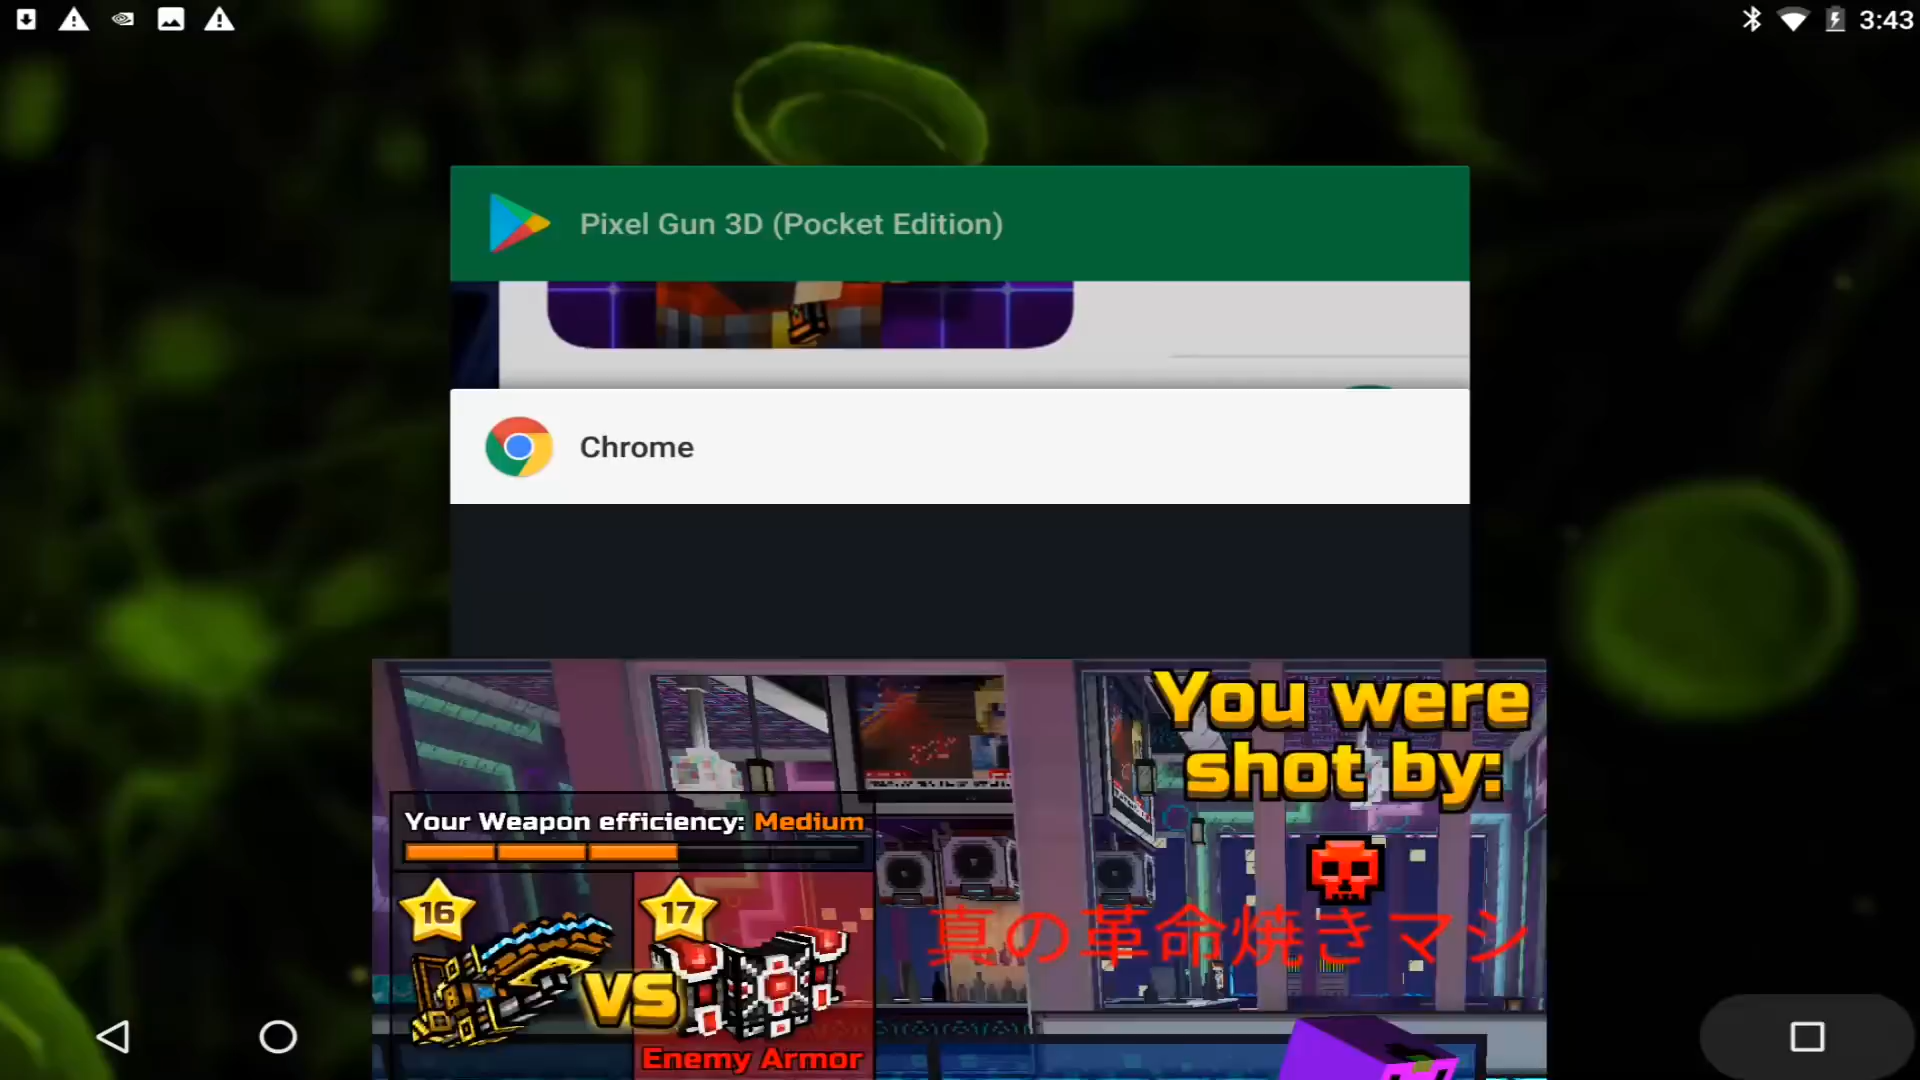 3:43
Pixel Gun 3D (Pocket Edition)
Chrome
You were
shot by:
Your Weapon efficiency: Medium
16
17
真の革命焼きマシ
VS
Enemy Armor